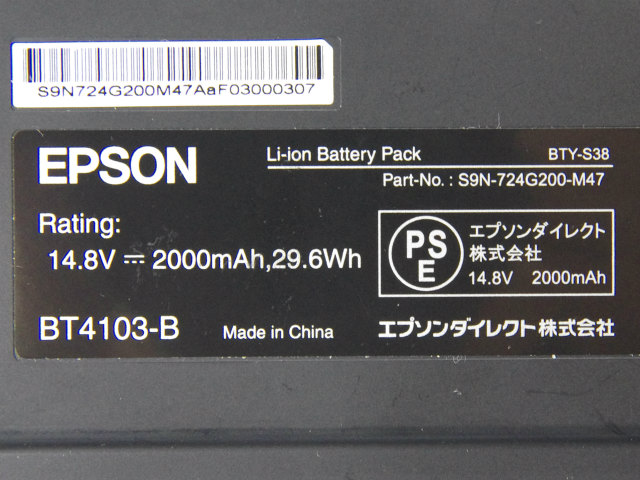 S9N724G200M47AaF03000307
EPSON
Li-ion Battery Pack
BTY-S38
Part-No. : S9N-724G200-M47
Rating:
14.8V ⎓ 2000mAh,29.6Wh
PS
E
エプソンダイレクト
株式会社
14.8V 2000mAh
BT4103-B
Made in China
エプソンダイレクト株式会社